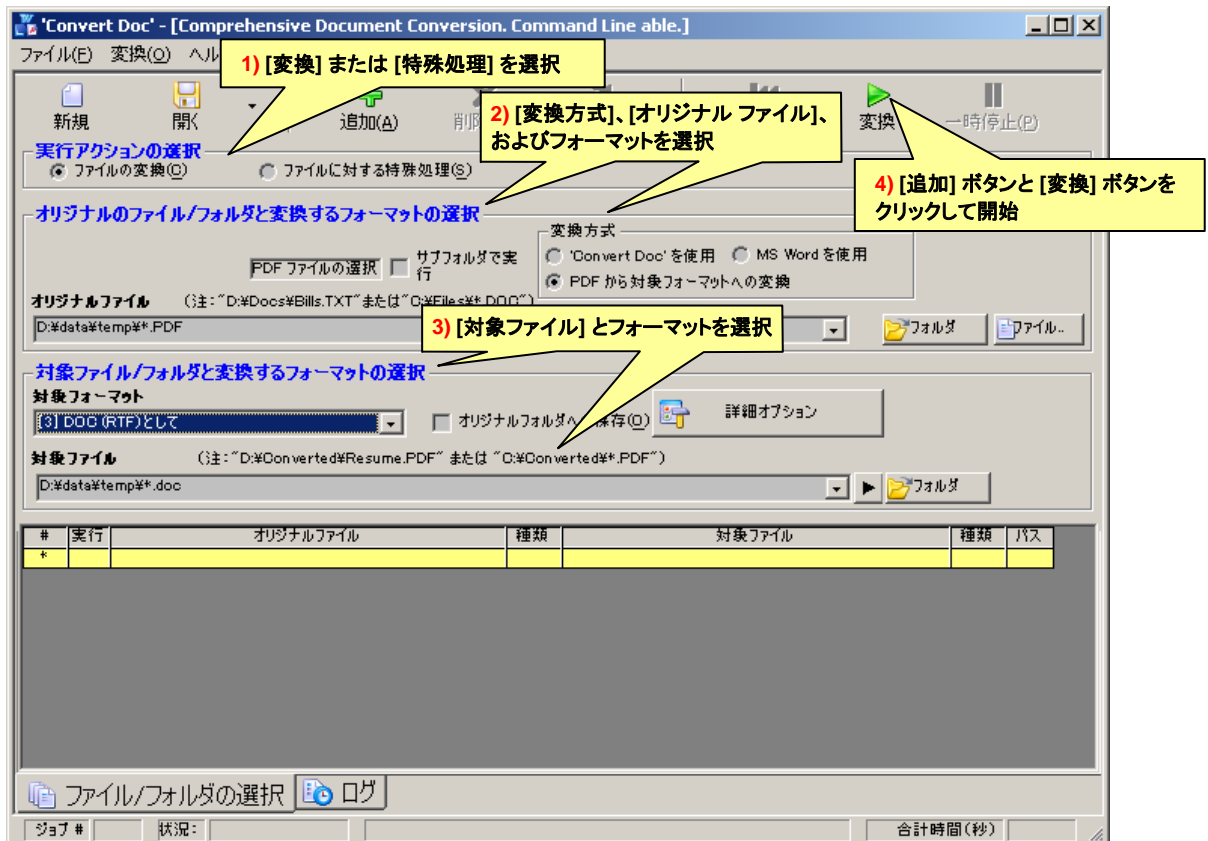 'Convert Doc' - [Comprehensive Document Conversion. Command Line able.]
ファイル(F) 変換(O) ヘル
1) [変換] または [特殊処理] を選択
新規 開く 追加(A) 削除 変換 一時停止(P)
2) [変換方式]、[オリジナル ファイル]、
およびフォーマットを選択
実行アクションの選択
ファイルの変換(C) ファイルに対する特殊処理(S)
4) [追加] ボタンと [変換] ボタンを
クリックして開始
オリジナルのファイル/フォルダと変換するフォーマットの選択
変換方式
'Convert Doc' を使用 MS Word を使用
PDF ファイルの選択 サブフォルダで実
行
PDF から対象フォーマットへの変換
オリジナルファイル (注: "D:¥Docs¥Bills.TXT"または"C:¥Files¥*.DOC")
D:¥data¥temp¥*.PDF フォルダ ファイル..
3) [対象ファイル] とフォーマットを選択
対象ファイル/フォルダと変換するフォーマットの選択
対象フォーマット
[3] DOC (RTF)として オリジナルフォルダへ 保存(O) 詳細オプション
対象ファイル (注: "D:¥Converted¥Resume.PDF" または "C:¥Converted¥*.PDF")
D:¥data¥temp¥*.doc フォルダ
# 実行 オリジナルファイル 種類 対象ファイル 種類 パス
*
ファイル/フォルダの選択 ログ
ジョブ # 状況: 合計時間(秒)